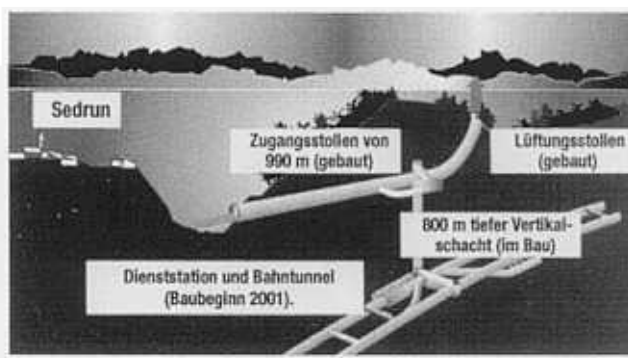 Sedrun
Zugangsstollen von
990 m (gebaut)
Lüftungsstollen
(gebaut)
800 m tiefer Vertikal-
schacht (im Bau)
Dienststation und Bahntunnel
(Baubeginn 2001).